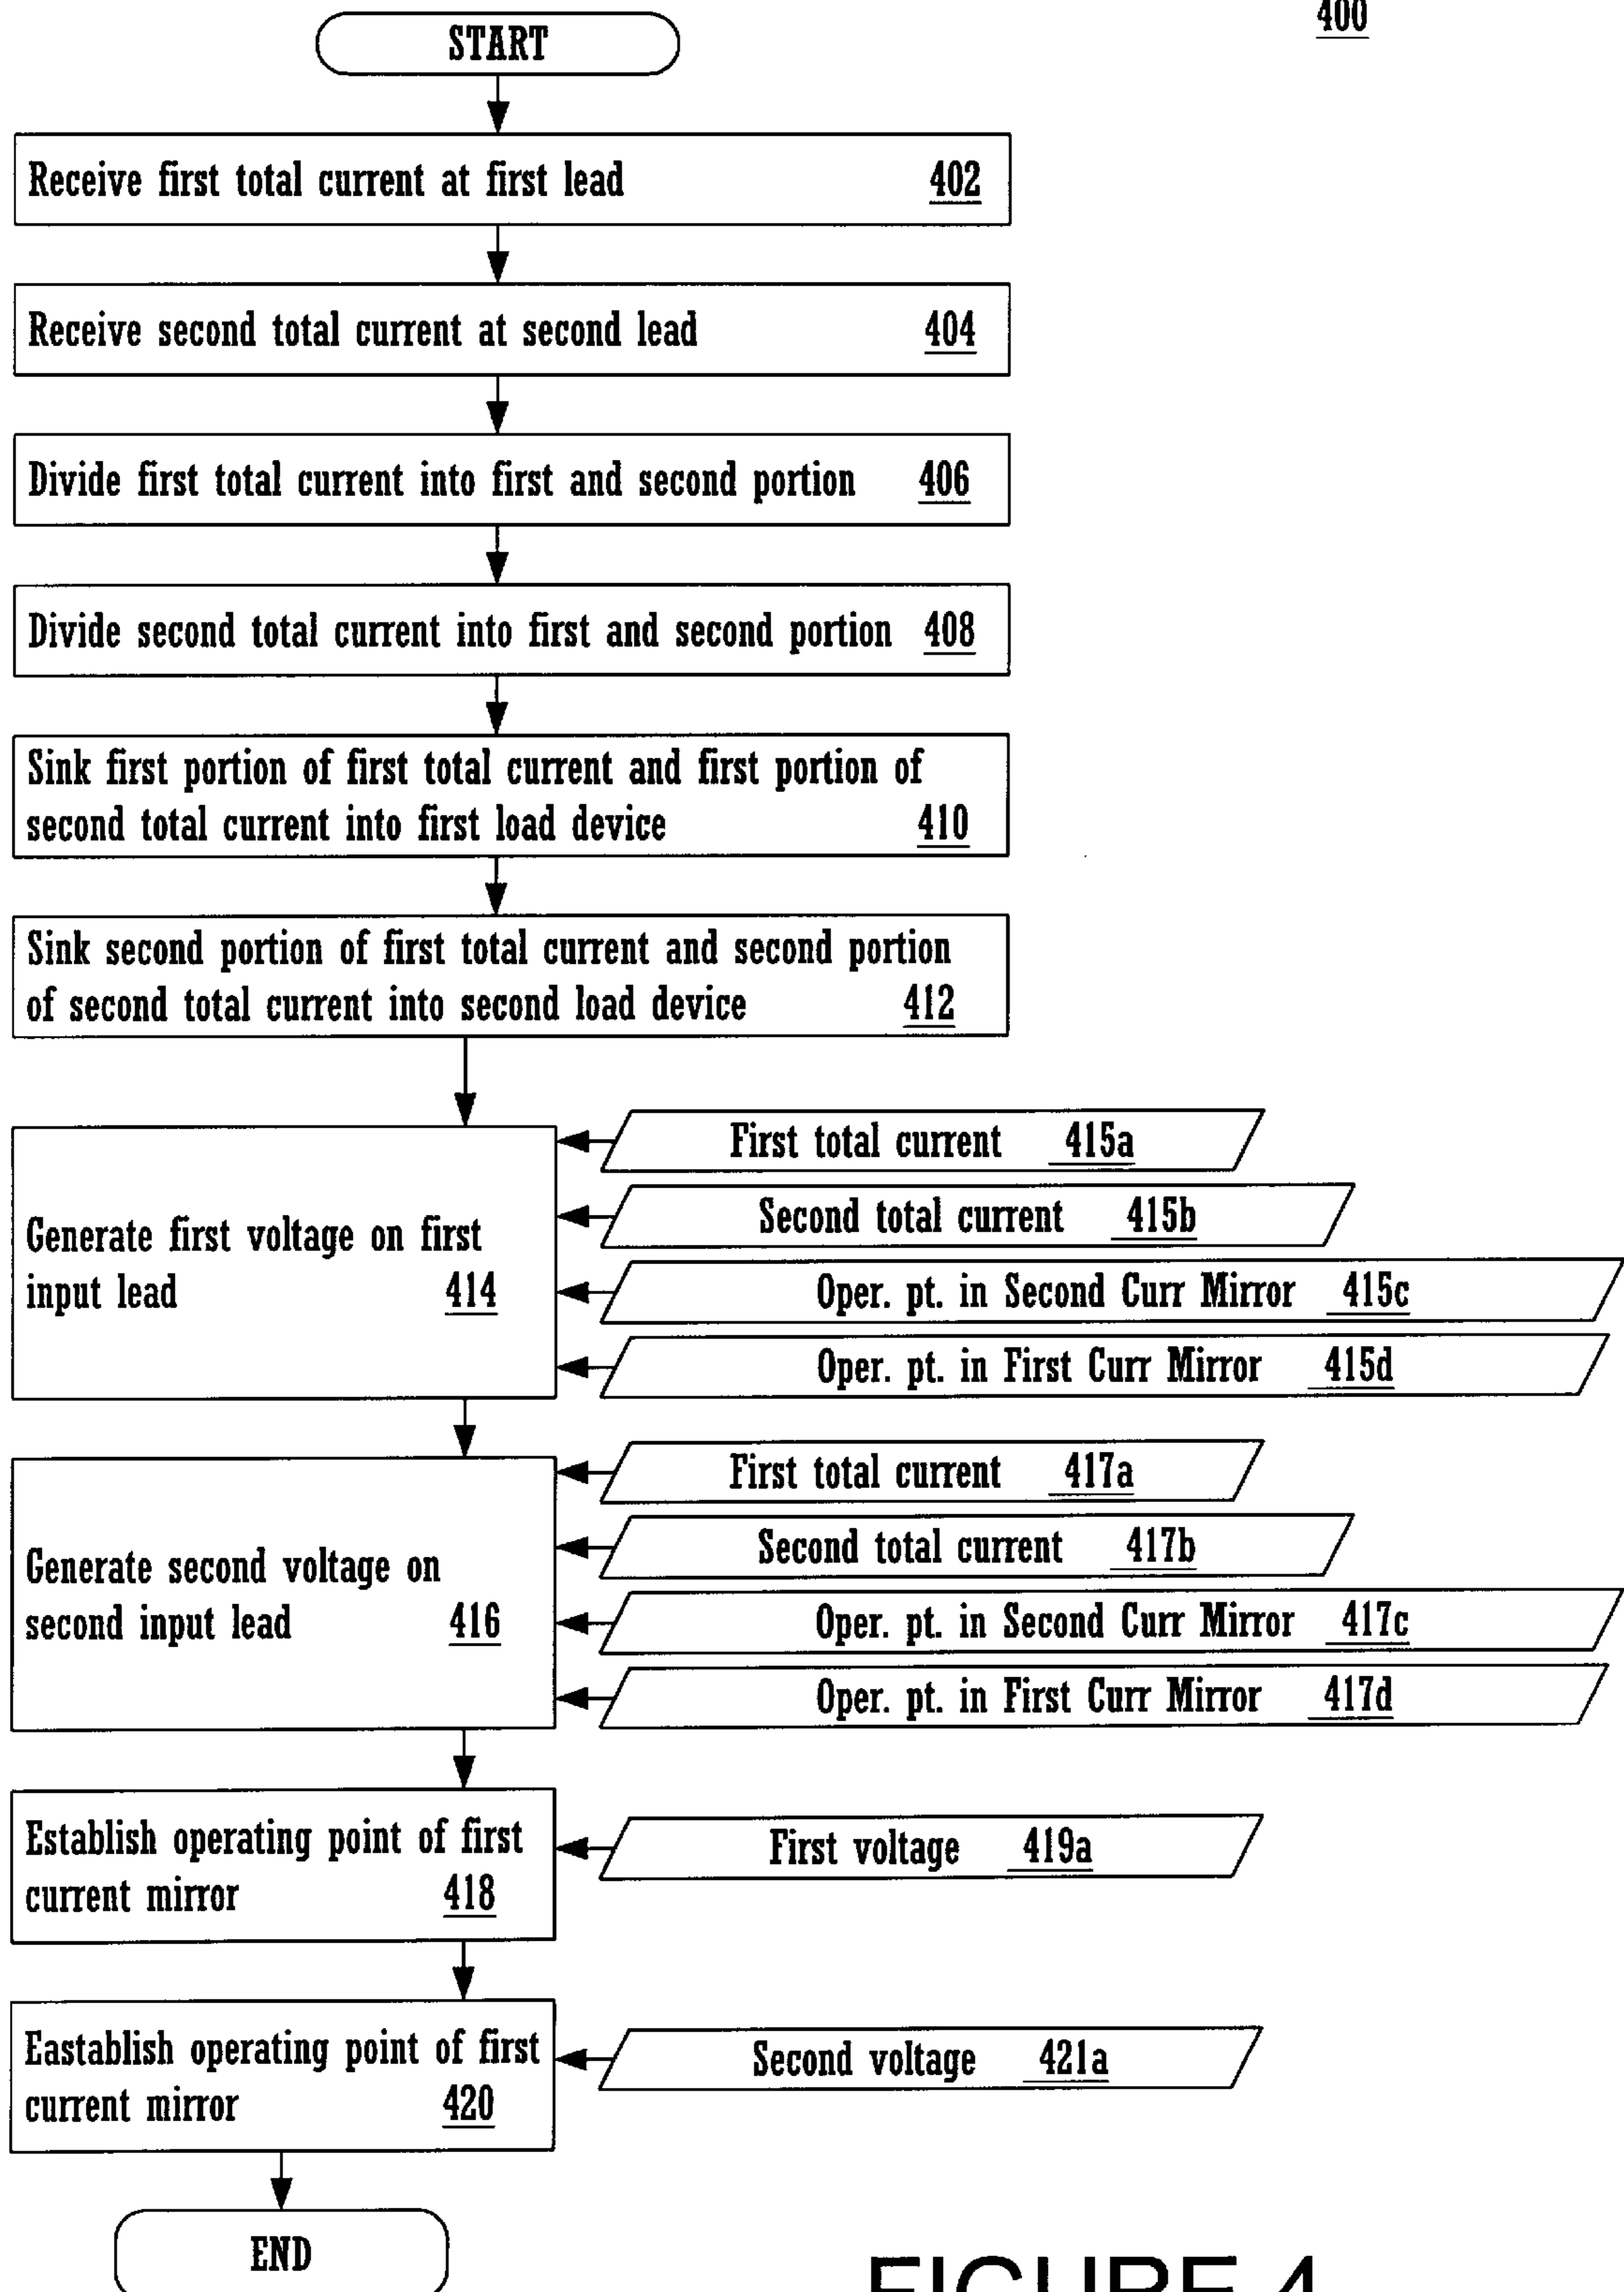 400
START
Receive first total current at first lead 402
Receive second total current at second lead 404
Divide first total current into first and second portion 406
Divide second total current into first and second portion 408
Sink first portion of first total current and first portion of
second total current into first load device 410
Sink second portion of first total current and second portion
of second total current into second load device 412
Generate first voltage on first
input lead 414
First total current 415a
Second total current 415b
Oper. pt. in Second Curr Mirror 415c
Oper. pt. in First Curr Mirror 415d
Generate second voltage on
second input lead 416
First total current 417a
Second total current 417b
Oper. pt. in Second Curr Mirror 417c
Oper. pt. in First Curr Mirror 417d
Establish operating point of first
current mirror 418
First voltage 419a
Eastablish operating point of first
current mirror 420
Second voltage 421a
END
FIGURE 4